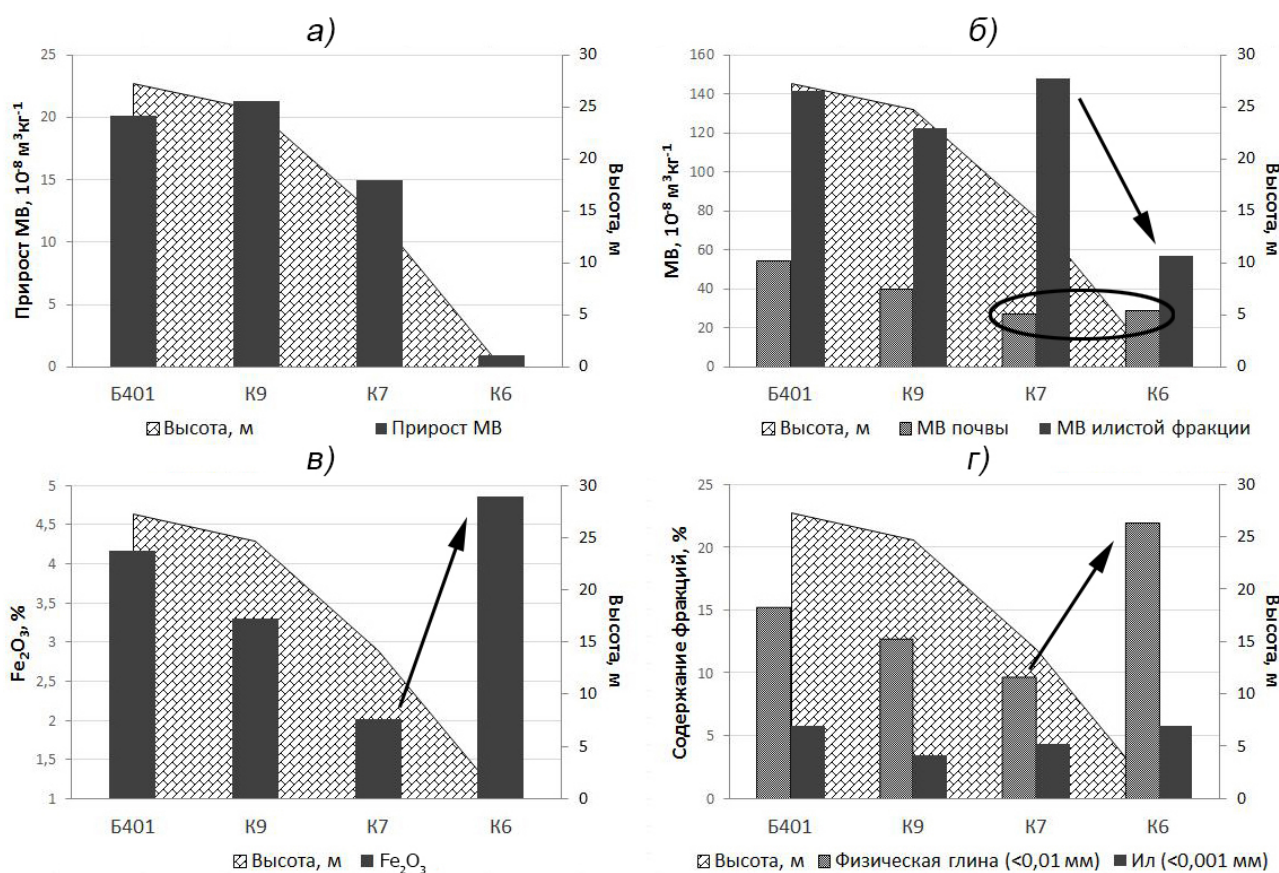 а)
Прирост МВ, 10⁻⁸ м³кг⁻¹
25
20
15
10
5
0
30
25
20
15
10
5
0
Высота, м
Б401 К9 К7 К6
Высота, м Прирост МВ
б)
МВ, 10⁻⁸ м³кг⁻¹
160
140
120
100
80
60
40
20
0
30
25
20
15
10
5
0
Высота, м
Б401 К9 К7 К6
Высота, м МВ почвы МВ илистой фракции
в)
Fe₂O₃, %
5
4,5
4
3,5
3
2,5
2
1,5
1
30
25
20
15
10
5
0
Высота, м
Б401 К9 К7 К6
Высота, м Fe₂O₃
г)
Содержание фракций, %
25
20
15
10
5
0
30
25
20
15
10
5
0
Высота, м
Б401 К9 К7 К6
Высота, м Физическая глина (<0,01 мм) Ил (<0,001 мм)